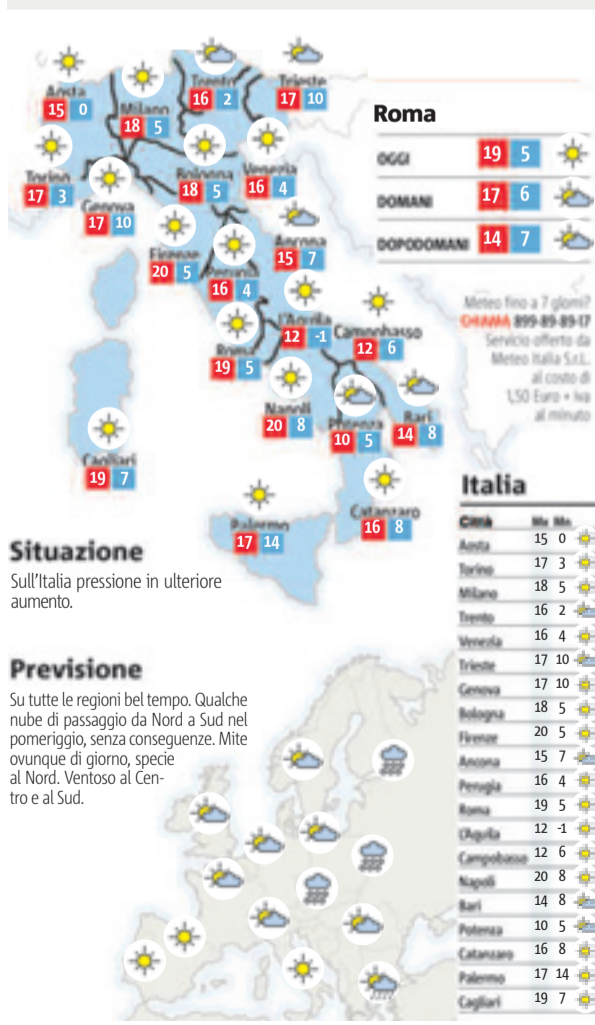 Aosta
15 0
Milano
18 5
Trento
16 2
Trieste
17 10
Torino
17 3
Genova
17 10
Bologna
18 5
Venezia
16 4
Firenze
20 5
Perugia
16 4
Ancona
15 7
L'Aquila
12 -1
Campobasso
12 6
Roma
19 5
Napoli
20 8
Potenza
10 5
Bari
14 8
Cagliari
19 7
Palermo
17 14
Catanzaro
16 8
Roma
OGGI 19 5
DOMANI 17 6
DOPODOMANI 14 7
Meteo fino a 7 giorni?
CHIAMA 899-89-89-17
Servizio offerto da
Meteo Italia S.r.L.
al costo di
1,50 Euro + iva
al minuto
Situazione
Sull'Italia pressione in ulteriore
aumento.
Previsione
Su tutte le regioni bel tempo. Qualche
nube di passaggio da Nord a Sud nel
pomeriggio, senza conseguenze. Mite
ovunque di giorno, specie
al Nord. Ventoso al Cen-
tro e al Sud.
Italia
Città Ma Mn
Aosta 15 0
Torino 17 3
Milano 18 5
Trento 16 2
Venezia 16 4
Trieste 17 10
Genova 17 10
Bologna 18 5
Firenze 20 5
Ancona 15 7
Perugia 16 4
Roma 19 5
L'Aquila 12 -1
Campobasso 12 6
Napoli 20 8
Bari 14 8
Potenza 10 5
Catanzaro 16 8
Palermo 17 14
Cagliari 19 7